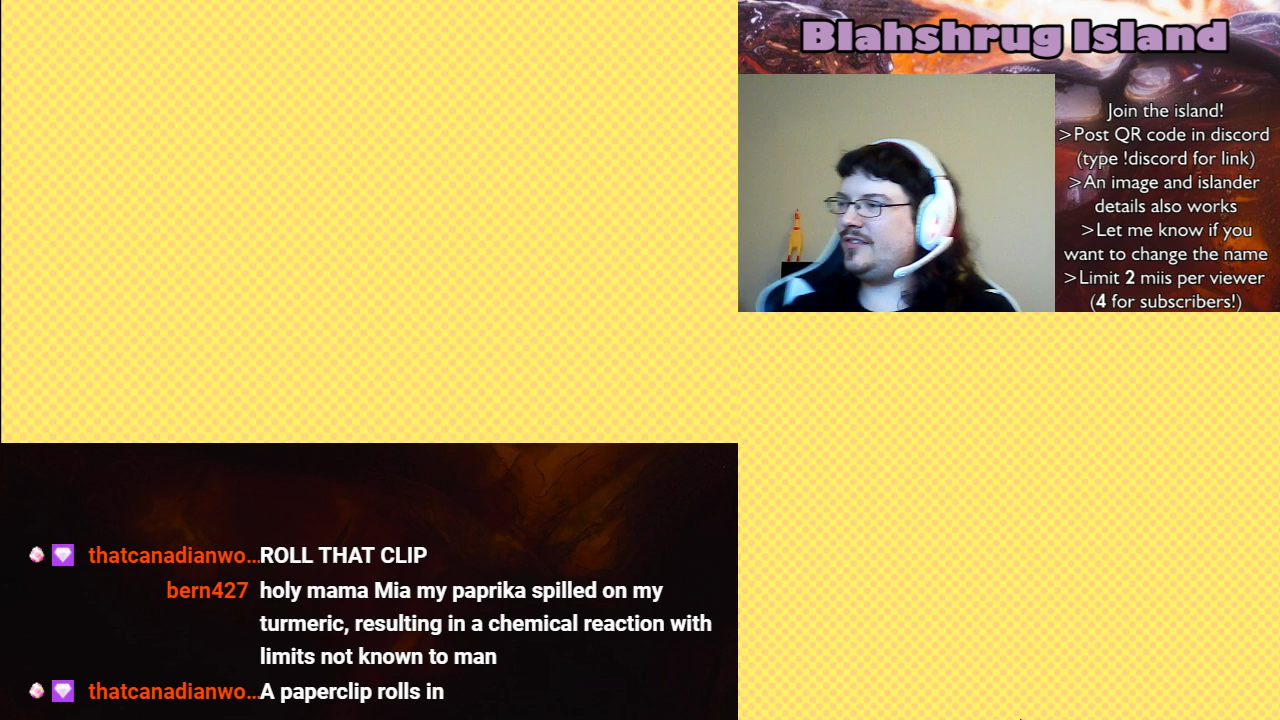 Blahshrug Island
Join the island!
>Post QR code in discord
(type !discord for link)
>An image and islander
details also works
>Let me know if you
want to change the name
>Limit 2 miis per viewer
(4 for subscribers!)
thatcanadianwo... ROLL THAT CLIP
bern427 holy mama Mia my paprika spilled on my
turmeric, resulting in a chemical reaction with
limits not known to man
thatcanadianwo... A paperclip rolls in